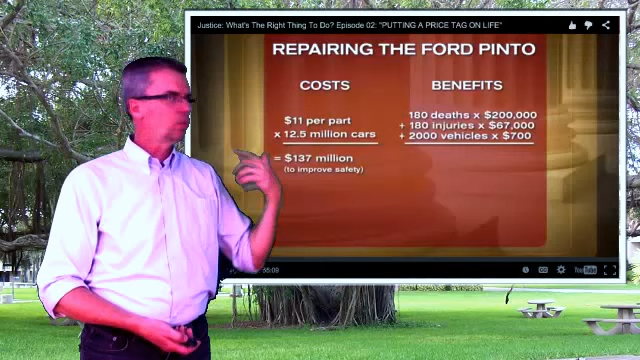 Justice: What's The Right Thing To Do? Episode 02: "PUTTING A PRICE TAG ON LIFE"
REPAIRING THE FORD PINTO
COSTS
$11 per part
x 12.5 million cars
= $137 million
(to improve safety)
BENEFITS
180 deaths x $200,000
+ 180 injuries x $67,000
+ 2000 vehicles x $700
YouTube